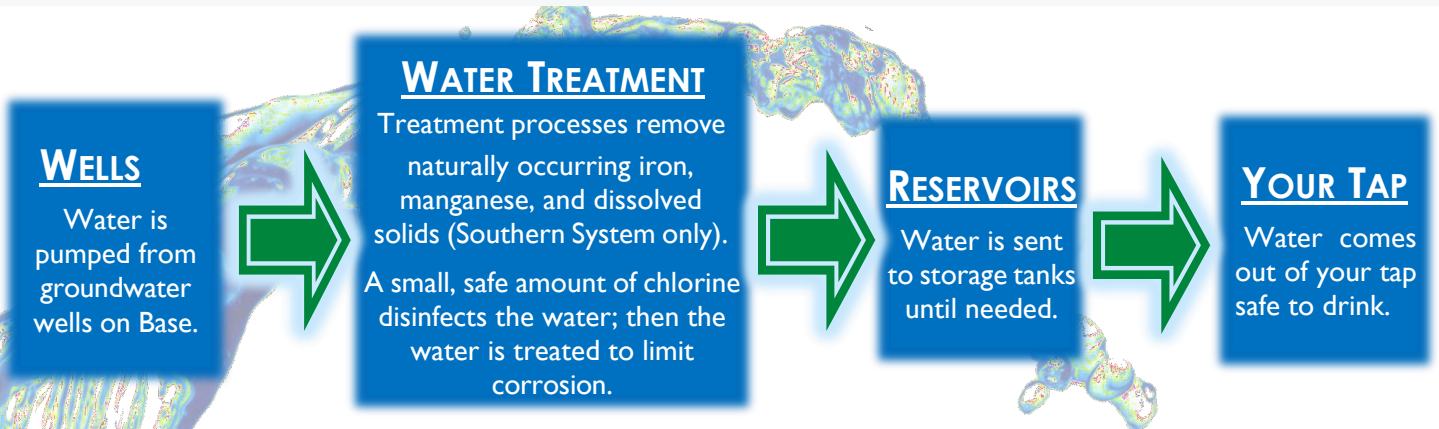 WELLS
Water is
pumped from
groundwater
wells on Base.
WATER TREATMENT
Treatment processes remove
naturally occurring iron,
manganese, and dissolved
solids (Southern System only).
A small, safe amount of chlorine
disinfects the water; then the
water is treated to limit
corrosion.
RESERVOIRS
Water is sent
to storage tanks
until needed.
YOUR TAP
Water comes
out of your tap
safe to drink.